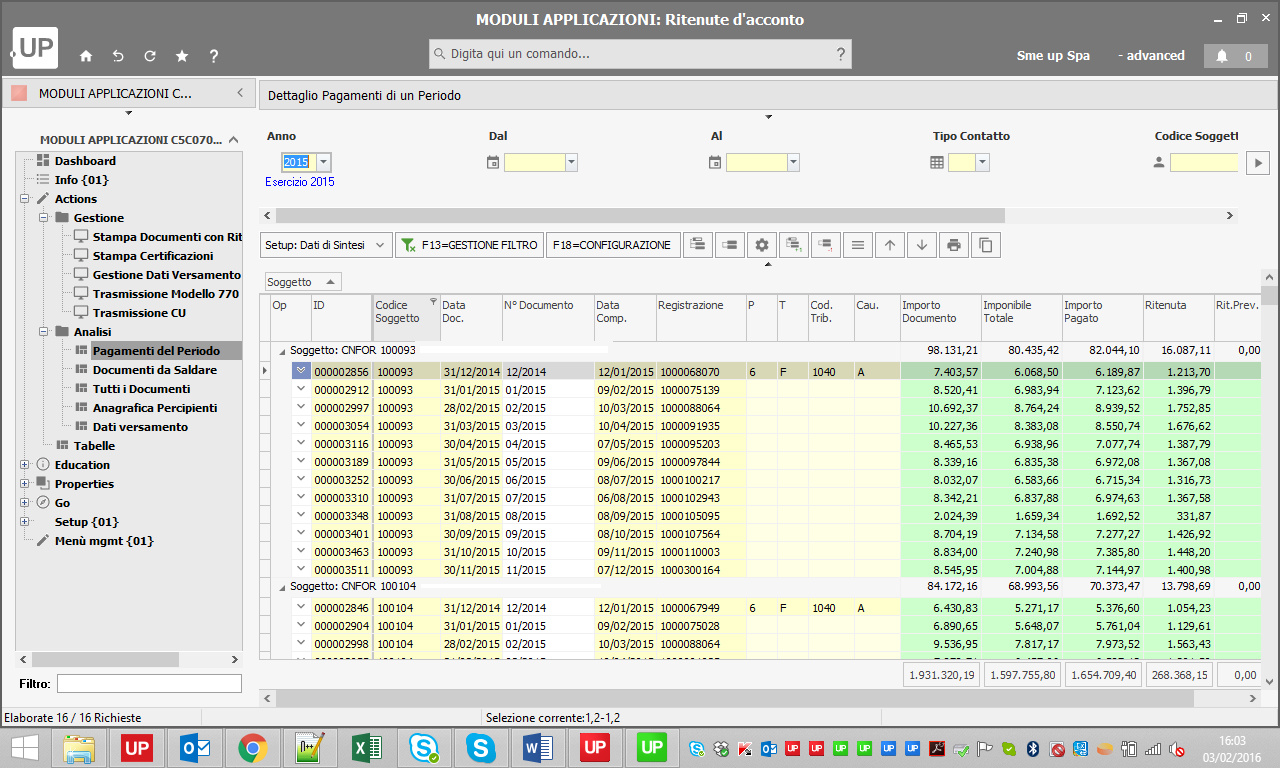 MODULI APPLICAZIONI: Ritenute d'acconto
.UP
Digita qui un comando...
?
Sme up Spa - advanced 0
MODULI APPLICAZIONI C...
Dettaglio Pagamenti di un Periodo
MODULI APPLICAZIONI C5C070...
Dashboard
Info {01}
Actions
Gestione
Stampa Documenti con Rit
Stampa Certificazioni
Gestione Dati Versamento
Trasmissione Modello 770
Trasmissione CU
Analisi
Pagamenti del Periodo
Documenti da Saldare
Tutti i Documenti
Anagrafica Percipienti
Dati versamento
Tabelle
Education
Properties
Go
Setup {01}
Menù mgmt {01}
Filtro:
Anno Dal Al Tipo Contatto Codice Soggett
2015
Esercizio 2015
Setup: Dati di Sintesi F13=GESTIONE FILTRO F18=CONFIGURAZIONE
Soggetto
Op ID Codice Soggetto Data Doc. N° Documento Data Comp. Registrazione P T Cod. Trib. Cau. Importo Documento Imponibile Totale Importo Pagato Ritenuta Rit.Prev.
Soggetto: CNFOR 100093 98.131,21 80.435,42 82.044,10 16.087,11 0,00
000002856 100093 31/12/2014 12/2014 12/01/2015 1000068070 6 F 1040 A 7.403,57 6.068,50 6.189,87 1.213,70
000002912 100093 31/01/2015 01/2015 09/02/2015 1000075139 8.520,41 6.983,94 7.123,62 1.396,79
000002997 100093 28/02/2015 02/2015 10/03/2015 1000088064 10.692,37 8.764,24 8.939,52 1.752,85
000003054 100093 31/03/2015 03/2015 10/04/2015 1000091935 10.227,36 8.383,08 8.550,74 1.676,62
000003116 100093 30/04/2015 04/2015 07/05/2015 1000095203 8.465,53 6.938,96 7.077,74 1.387,79
000003189 100093 31/05/2015 05/2015 09/06/2015 1000097844 8.339,16 6.835,38 6.972,08 1.367,08
000003252 100093 30/06/2015 06/2015 08/07/2015 1000100217 8.032,07 6.583,66 6.715,34 1.316,73
000003310 100093 31/07/2015 07/2015 06/08/2015 1000102943 8.342,21 6.837,88 6.974,63 1.367,58
000003348 100093 31/08/2015 08/2015 08/09/2015 1000105095 2.024,39 1.659,34 1.692,52 331,87
000003401 100093 30/09/2015 09/2015 08/10/2015 1000107564 8.704,19 7.134,58 7.277,27 1.426,92
000003463 100093 31/10/2015 10/2015 09/11/2015 1000110003 8.834,00 7.240,98 7.385,80 1.448,20
000003511 100093 30/11/2015 11/2015 07/12/2015 1000300164 8.545,95 7.004,88 7.144,97 1.400,98
Soggetto: CNFOR 100104 84.172,16 68.993,56 70.373,47 13.798,69 0,00
000002846 100104 31/12/2014 12/2014 12/01/2015 1000067949 6 F 1040 A 6.430,83 5.271,17 5.376,60 1.054,23
000002904 100104 31/01/2015 01/2015 09/02/2015 1000075028 6.890,65 5.648,07 5.761,04 1.129,61
000002998 100104 28/02/2015 02/2015 10/03/2015 1000088064 9.536,95 7.817,17 7.973,52 1.563,43
1.931.320,19 1.597.755,80 1.654.709,40 268.368,15 0,00
Elaborate 16 / 16 Richieste
Selezione corrente:1,2-1,2
UP
UP
UP
16:03
03/02/2016